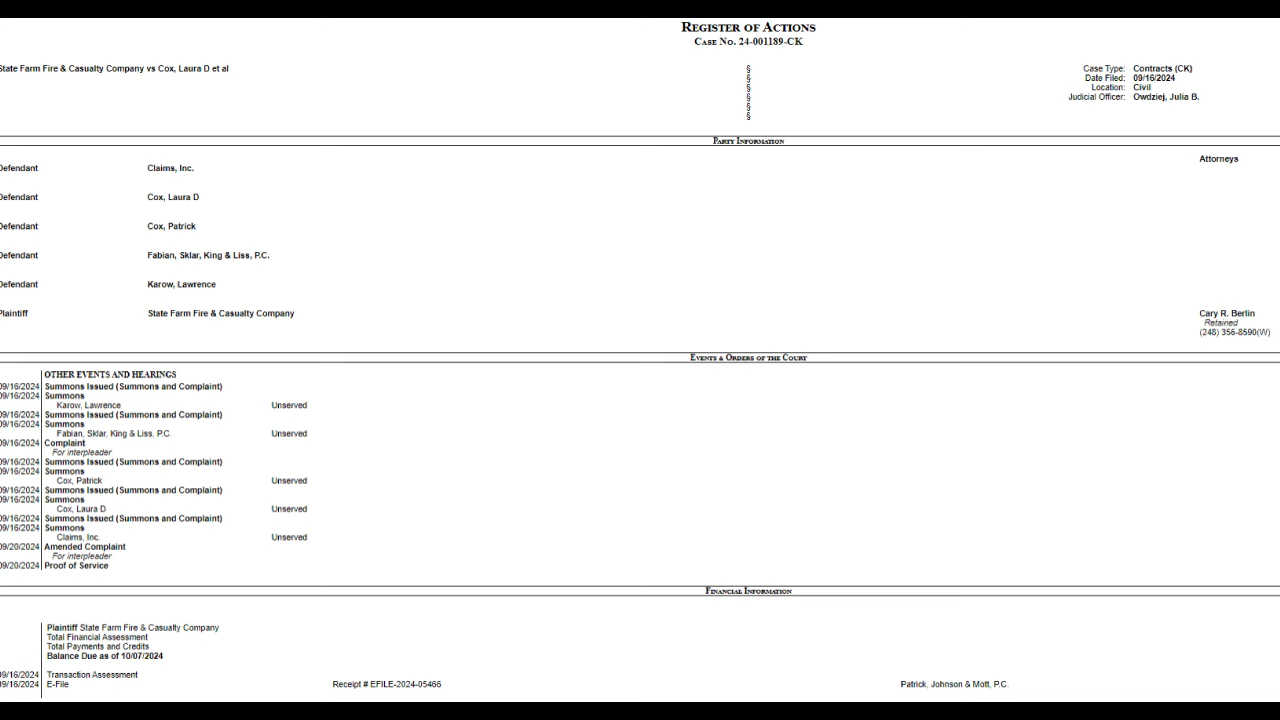 Register of Actions
Case No. 24-001189-CK
State Farm Fire & Casualty Company vs Cox, Laura D et al
§
§
§
§
§
§
Case Type: Contracts (CK)
Date Filed: 09/16/2024
Location: Civil
Judicial Officer: Owdziej, Julia B.
Party Information
Attorneys
Defendant Claims, Inc.
Defendant Cox, Laura D
Defendant Cox, Patrick
Defendant Fabian, Sklar, King & Liss, P.C.
Defendant Karow, Lawrence
Plaintiff State Farm Fire & Casualty Company Cary R. Berlin
Retained
(248) 356-8590(W)
Events & Orders of the Court
OTHER EVENTS AND HEARINGS
09/16/2024 Summons Issued (Summons and Complaint)
09/16/2024 Summons
Karow, Lawrence Unserved
09/16/2024 Summons Issued (Summons and Complaint)
09/16/2024 Summons
Fabian, Sklar, King & Liss, P.C. Unserved
09/16/2024 Complaint
For interpleader
09/16/2024 Summons Issued (Summons and Complaint)
09/16/2024 Summons
Cox, Patrick Unserved
09/16/2024 Summons Issued (Summons and Complaint)
09/16/2024 Summons
Cox, Laura D Unserved
09/16/2024 Summons Issued (Summons and Complaint)
09/16/2024 Summons
Claims, Inc. Unserved
09/20/2024 Amended Complaint
For interpleader
09/20/2024 Proof of Service
Financial Information
Plaintiff State Farm Fire & Casualty Company
Total Financial Assessment
Total Payments and Credits
Balance Due as of 10/07/2024
09/16/2024 Transaction Assessment
09/16/2024 E-File Receipt # EFILE-2024-05466 Patrick, Johnson & Mott, P.C.